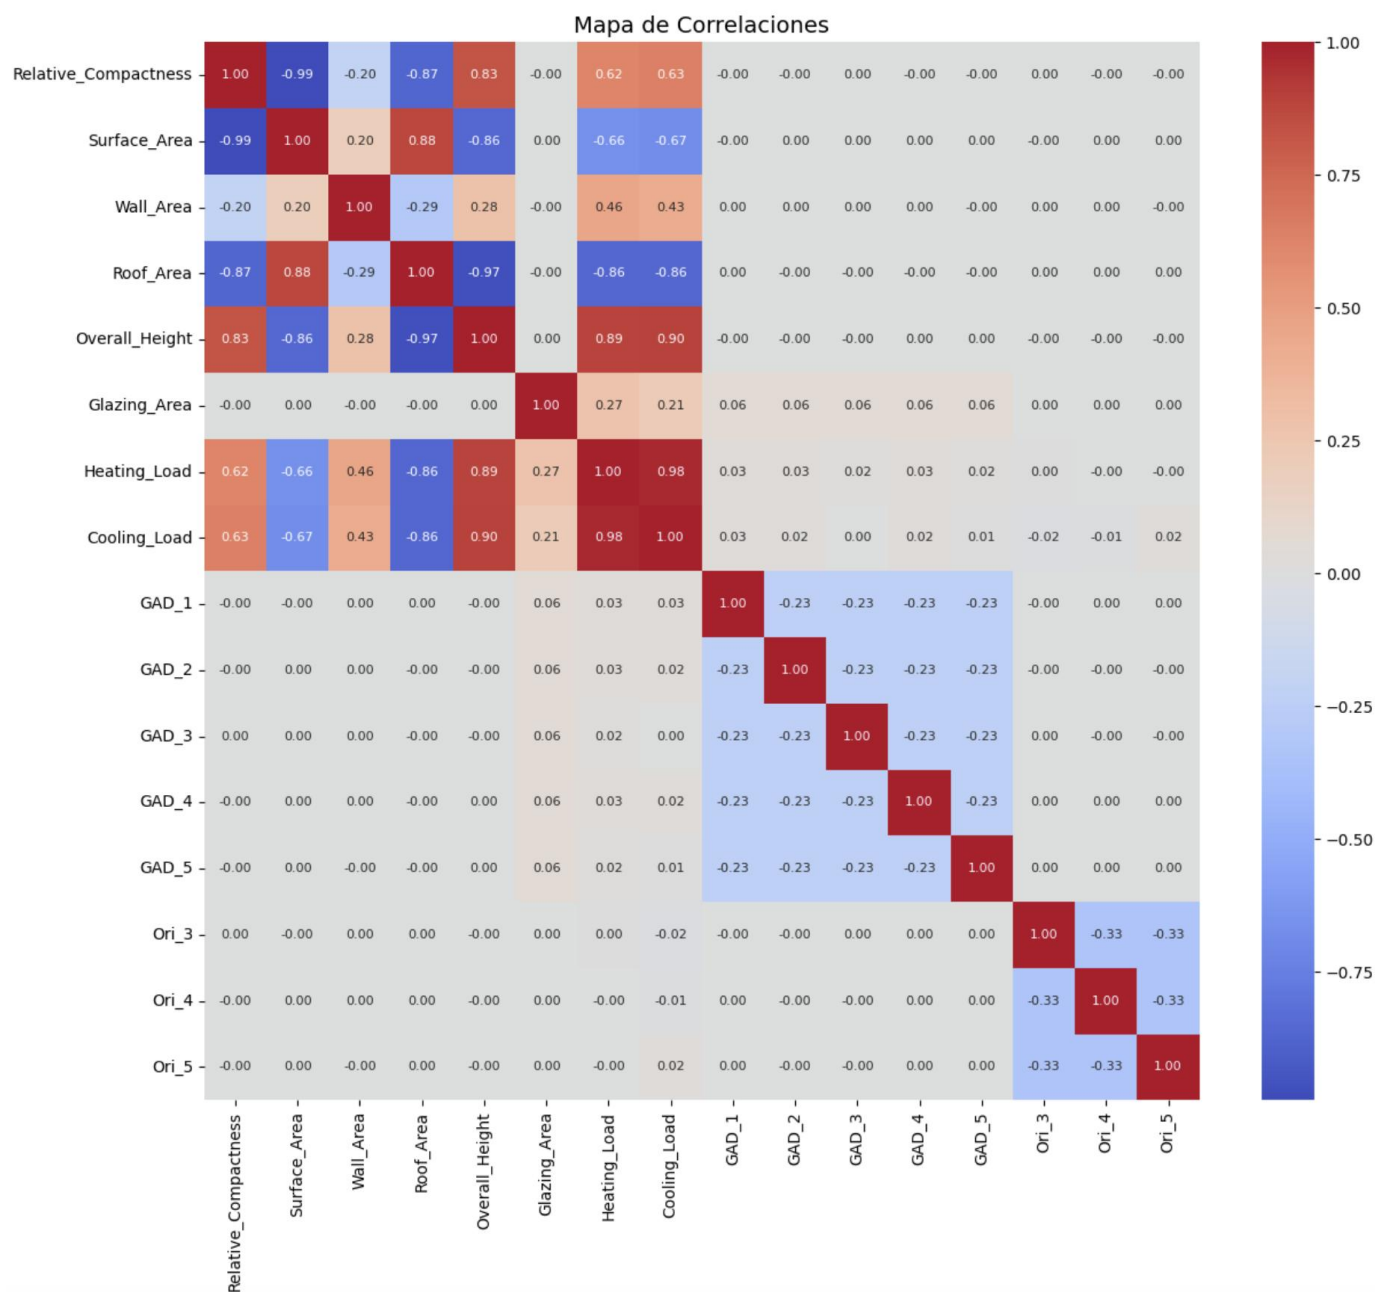 Mapa de Correlaciones
Relative_Compactness 1.00 -0.99 -0.20 -0.87 0.83 -0.00 0.62 0.63 -0.00 -0.00 0.00 -0.00 -0.00 0.00 -0.00 -0.00 1.00
Surface_Area -0.99 1.00 0.20 0.88 -0.86 0.00 -0.66 -0.67 -0.00 0.00 0.00 0.00 0.00 -0.00 0.00 0.00
0.75
Wall_Area -0.20 0.20 1.00 -0.29 0.28 -0.00 0.46 0.43 0.00 0.00 0.00 0.00 -0.00 -0.00 0.00 -0.00
Roof_Area -0.87 0.88 -0.29 1.00 -0.97 -0.00 -0.86 -0.86 0.00 -0.00 -0.00 -0.00 -0.00 0.00 0.00 0.00
0.50
Overall_Height 0.83 -0.86 0.28 -0.97 1.00 0.00 0.89 0.90 -0.00 -0.00 -0.00 0.00 0.00 -0.00 -0.00 -0.00
Glazing_Area -0.00 0.00 -0.00 -0.00 0.00 1.00 0.27 0.21 0.06 0.06 0.06 0.06 0.06 0.00 0.00 0.00
0.25
Heating_Load 0.62 -0.66 0.46 -0.86 0.89 0.27 1.00 0.98 0.03 0.03 0.02 0.03 0.02 0.00 -0.00 -0.00
Cooling_Load 0.63 -0.67 0.43 -0.86 0.90 0.21 0.98 1.00 0.03 0.02 0.00 0.02 0.01 -0.02 -0.01 0.02
0.00
GAD_1 -0.00 -0.00 0.00 0.00 -0.00 0.06 0.03 0.03 1.00 -0.23 -0.23 -0.23 -0.23 -0.00 0.00 0.00
GAD_2 -0.00 0.00 0.00 -0.00 -0.00 0.06 0.03 0.02 -0.23 1.00 -0.23 -0.23 -0.23 -0.00 -0.00 -0.00
−0.25
GAD_3 0.00 0.00 0.00 -0.00 -0.00 0.06 0.02 0.00 -0.23 -0.23 1.00 -0.23 -0.23 0.00 -0.00 -0.00
GAD_4 -0.00 0.00 0.00 -0.00 0.00 0.06 0.03 0.02 -0.23 -0.23 -0.23 1.00 -0.23 0.00 0.00 0.00
−0.50
GAD_5 -0.00 0.00 -0.00 -0.00 0.00 0.06 0.02 0.01 -0.23 -0.23 -0.23 -0.23 1.00 0.00 0.00 0.00
Ori_3 0.00 -0.00 -0.00 0.00 -0.00 0.00 0.00 -0.02 -0.00 -0.00 0.00 0.00 0.00 1.00 -0.33 -0.33
−0.75
Ori_4 -0.00 0.00 0.00 0.00 -0.00 0.00 -0.00 -0.01 0.00 -0.00 -0.00 0.00 0.00 -0.33 1.00 -0.33
Ori_5 -0.00 0.00 -0.00 0.00 -0.00 0.00 -0.00 0.02 0.00 -0.00 -0.00 0.00 0.00 -0.33 -0.33 1.00
Relative_Compactness
Surface_Area
Wall_Area
Roof_Area
Overall_Height
Glazing_Area
Heating_Load
Cooling_Load
GAD_1
GAD_2
GAD_3
GAD_4
GAD_5
Ori_3
Ori_4
Ori_5